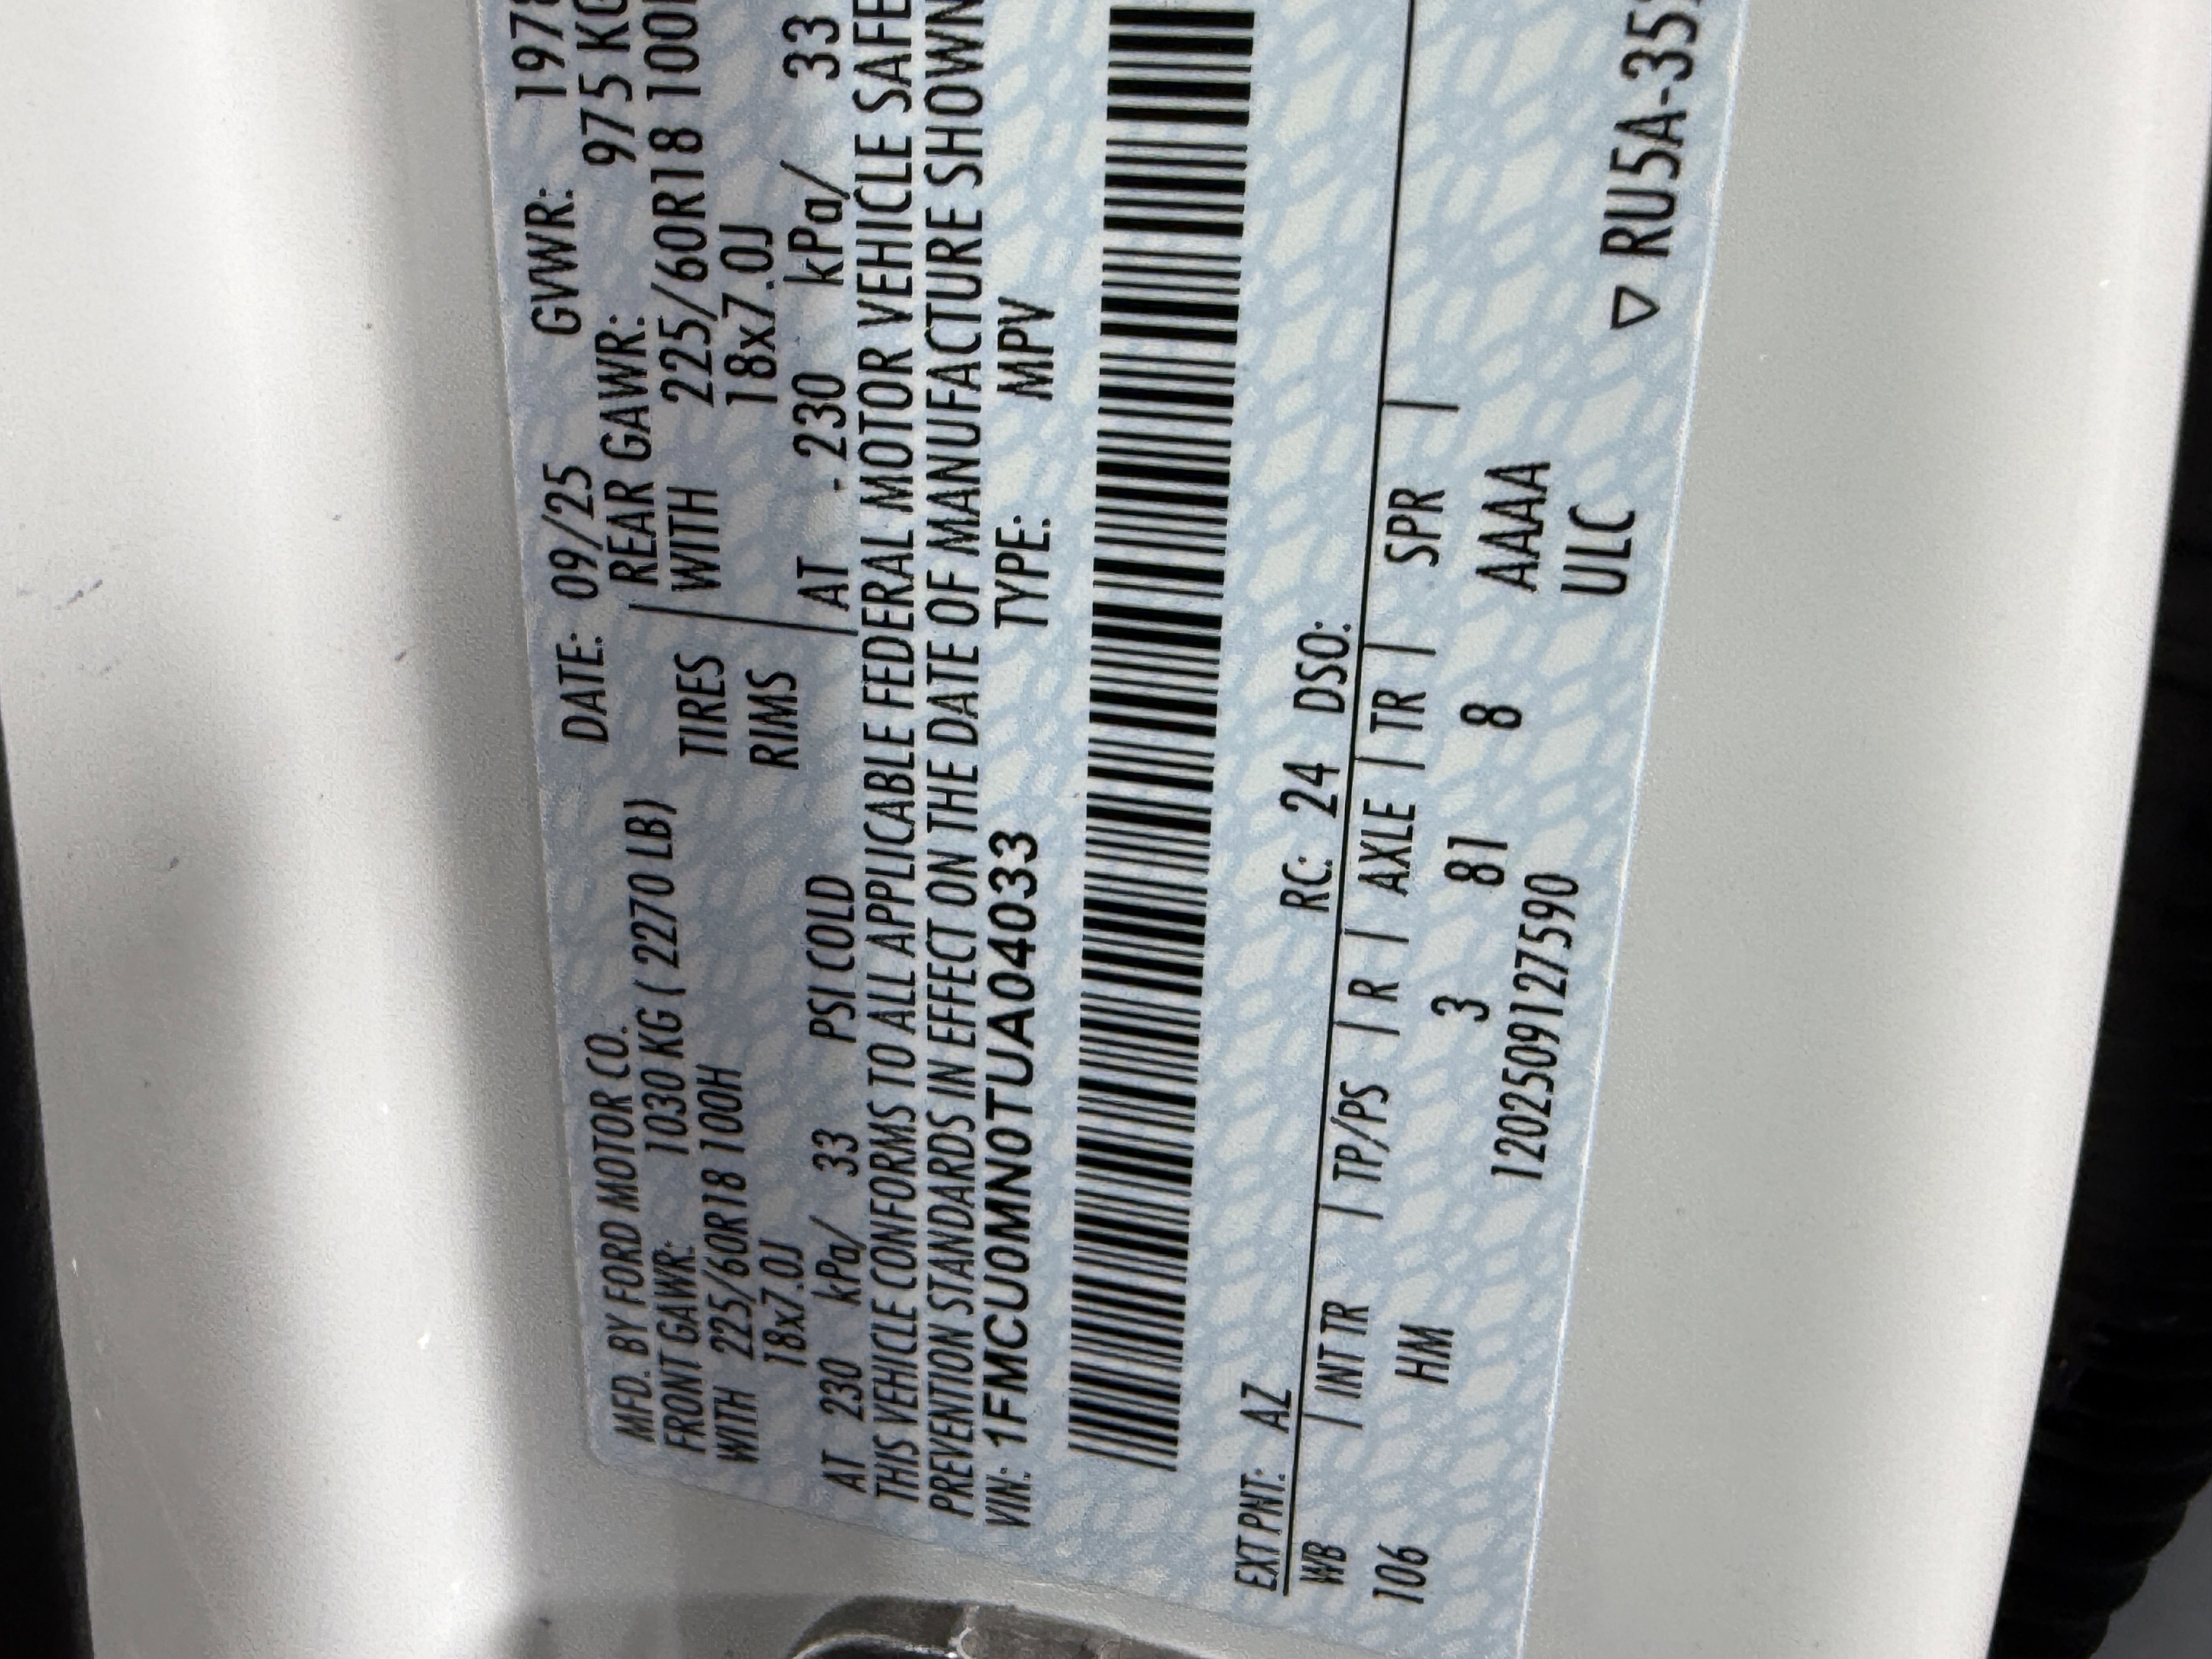 MFD. BY FORD MOTOR CO. DATE: 09/25 GVWR: 1978
FRONT GAWR: 1030 KG ( 2270 LB) REAR GAWR: 975 KG
WITH 225/60R18 100H TIRES WITH 225/60R18 100
18x7.0J RIMS 18x7.0J
AT 230 kPa/ 33 PSI COLD AT - 230 kPa/ 33
THIS VEHICLE CONFORMS TO ALL APPLICABLE FEDERAL MOTOR VEHICLE SAFE
PREVENTION STANDARDS IN EFFECT ON THE DATE OF MANUFACTURE SHOWN
VIN: 1FMCU0MN0TUA04033 TYPE: MPV
EXT PNT: AZ RC: 24 DSO:
WB | INT TR | TP/PS | R | AXLE | TR | SPR |
106 HM 3 81 8 AAAA
1202509127590 ULC
▽ RU5A-35